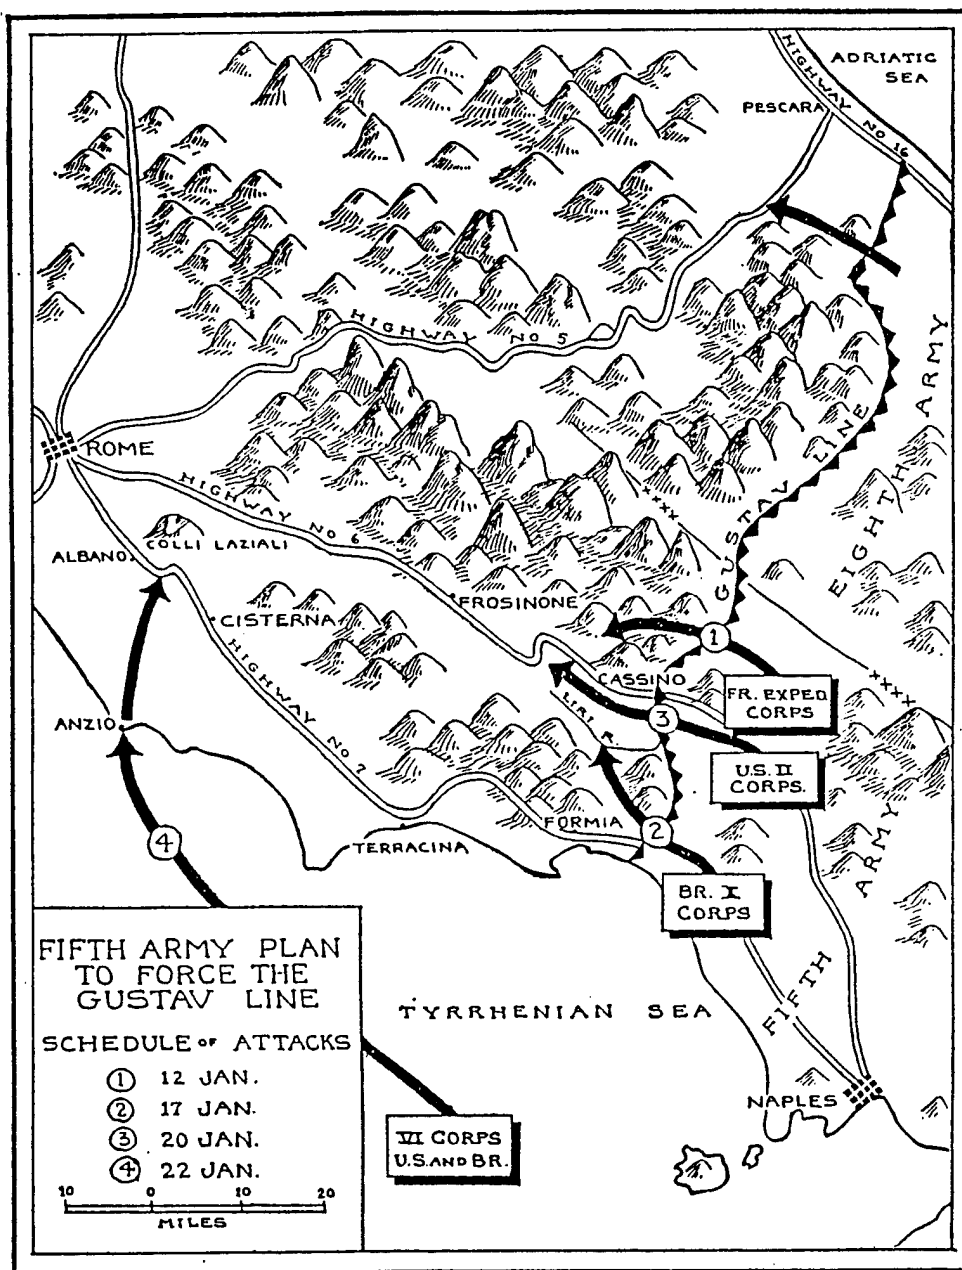 ADRIATIC
SEA
HIGHWAY NO 16
PESCARA
HIGHWAY NO 5
EIGHTH ARMY
GUSTAV LINE
ROME
HIGHWAY NO 6
COLLI LAZIALI
ALBANO
XXXX
FROSINONE
CISTERNA
HIGHWAY NO 7
1
CASSINO
XXXX
FR. EXPED
CORPS
LIRI R
3
ANZIO
U.S. II
CORPS.
FORMIA
2
4
TERRACINA
BR. X
CORPS
FIFTH ARMY
TYRRHENIAN SEA
NAPLES
FIFTH ARMY PLAN
TO FORCE THE
GUSTAV LINE
SCHEDULE OF ATTACKS
1 12 JAN.
2 17 JAN.
3 20 JAN.
4 22 JAN.
10 0 10 20
MILES
VI CORPS
U.S. AND BR.